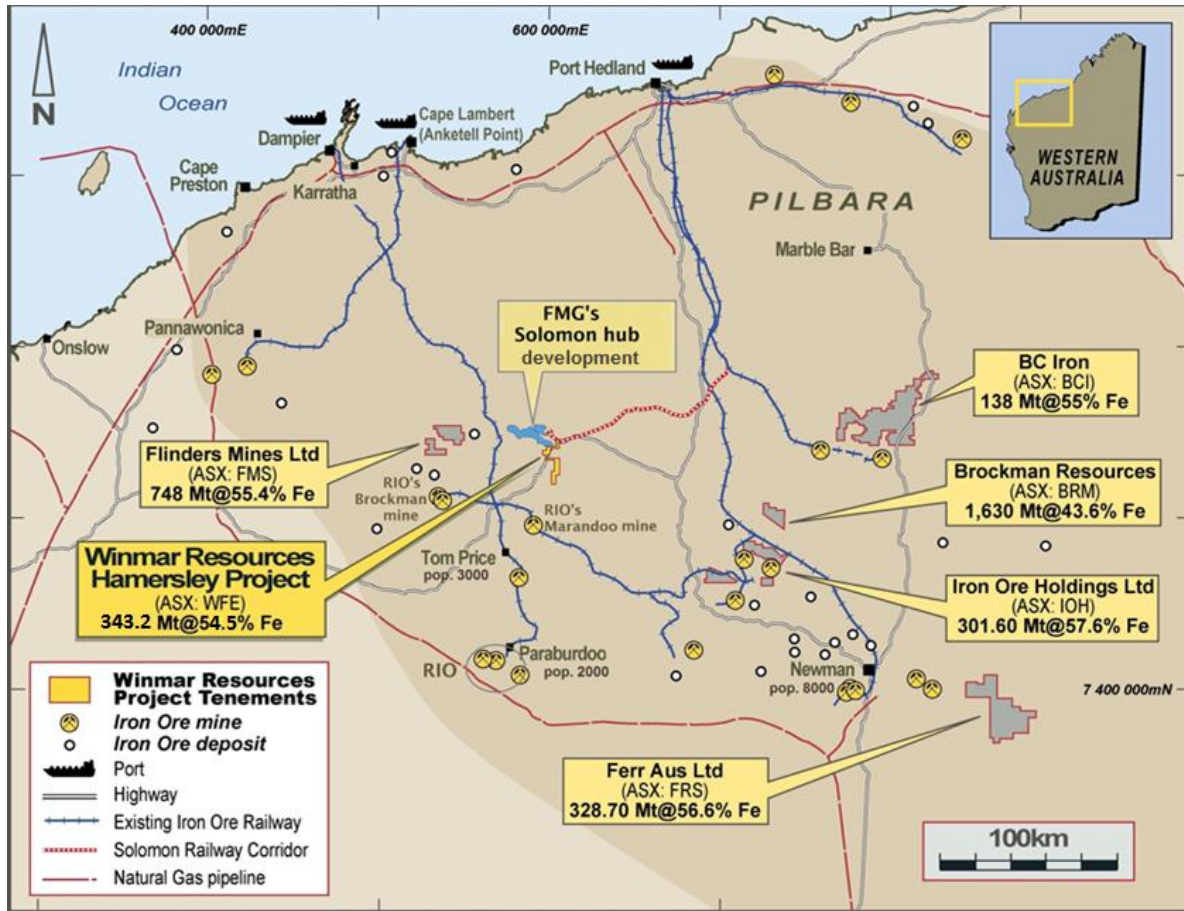 400 000mE
600 000mE
Indian
Ocean
N
Port Hedland
Dampier
Cape Lambert
(Anketell Point)
Cape
Preston
Karratha
WESTERN
AUSTRALIA
PILBARA
Marble Bar
Pannawonica
Onslow
FMG's
Solomon hub
development
BC Iron
(ASX: BCI)
138 Mt@55% Fe
Flinders Mines Ltd
(ASX: FMS)
748 Mt@55.4% Fe
RIO's
Brockman
mine
RIO's
Marandoo mine
Brockman Resources
(ASX: BRM)
1,630 Mt@43.6% Fe
Winmar Resources
Hamersley Project
(ASX: WFE)
343.2 Mt@54.5% Fe
Tom Price
pop. 3000
Iron Ore Holdings Ltd
(ASX: IOH)
301.60 Mt@57.6% Fe
RIO
Paraburdoo
pop. 2000
Newman
pop. 8000
7 400 000mN
Winmar Resources
Project Tenements
Iron Ore mine
Iron Ore deposit
Port
Highway
Existing Iron Ore Railway
Solomon Railway Corridor
Natural Gas pipeline
Ferr Aus Ltd
(ASX: FRS)
328.70 Mt@56.6% Fe
100km